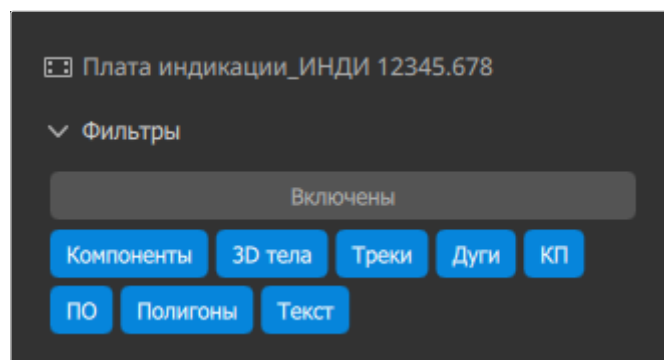 Плата индикации_ИНДИ 12345.678
Фильтры
Включены
Компоненты 3D тела Треки Дуги КП
ПО Полигоны Текст